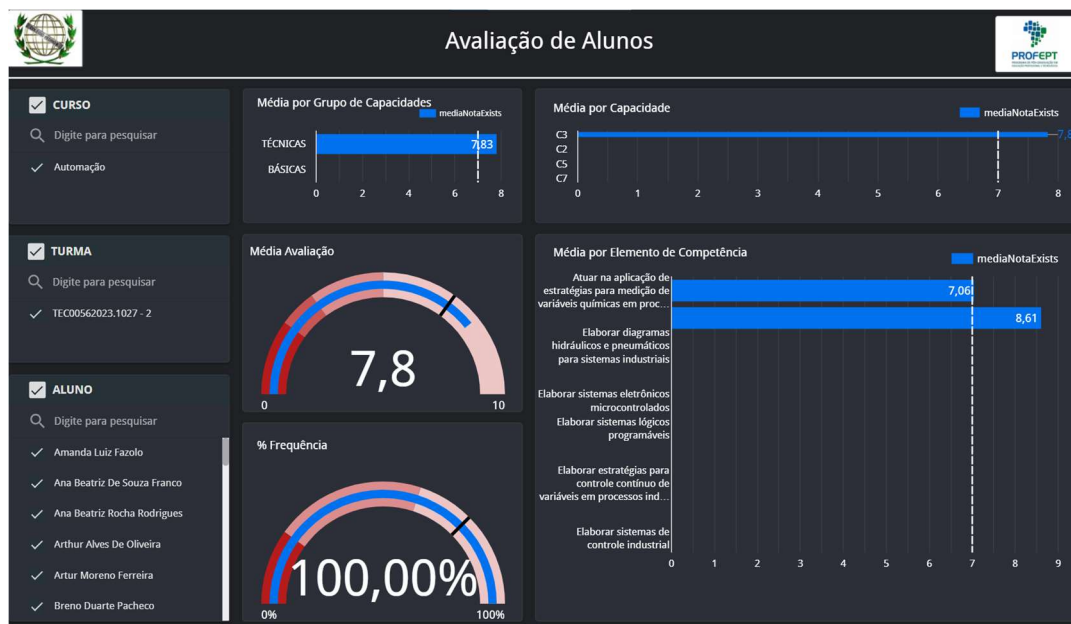 Avaliação de Alunos
PROFEPT
CURSO
Digite para pesquisar
Automação
TURMA
Digite para pesquisar
TEC00562023.1027 - 2
ALUNO
Digite para pesquisar
Amanda Luiz Fazolo
Ana Beatriz De Souza Franco
Ana Beatriz Rocha Rodrigues
Arthur Alves De Oliveira
Artur Moreno Ferreira
Breno Duarte Pacheco
Média por Grupo de Capacidades
mediaNotaExists
TÉCNICAS
7,83
BÁSICAS
0 2 4 6 8
Média Avaliação
7,8
0 10
% Frequência
100,00%
0% 100%
Média por Capacidade
mediaNotaExists
C3
7,8
C2
C5
C7
0 1 2 3 4 5 6 7 8
Média por Elemento de Competência
mediaNotaExists
Atuar na aplicação de
estratégias para medição de
variáveis químicas em proc...
7,06
8,61
Elaborar diagramas
hidráulicos e pneumáticos
para sistemas industriais
Elaborar sistemas eletrônicos
microcontrolados
Elaborar sistemas lógicos
programáveis
Elaborar estratégias para
controle contínuo de
variáveis em processos ind...
Elaborar sistemas de
controle industrial
0 1 2 3 4 5 6 7 8 9